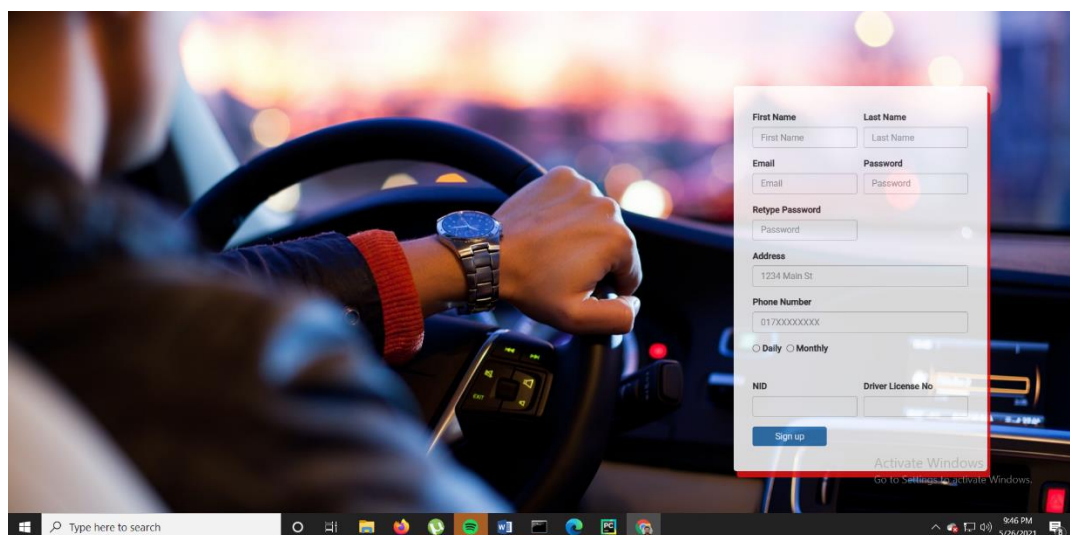 First Name Last Name
First Name Last Name
Email Password
Email Password
Retype Password
Password
Address
1234 Main St
Phone Number
017XXXXXXXX
Daily Monthly
NID Driver License No
Sign up
Activate Windows
Go to Settings to activate Windows.
EXIT
Type here to search
W
PC
9:46 PM
5/26/2021